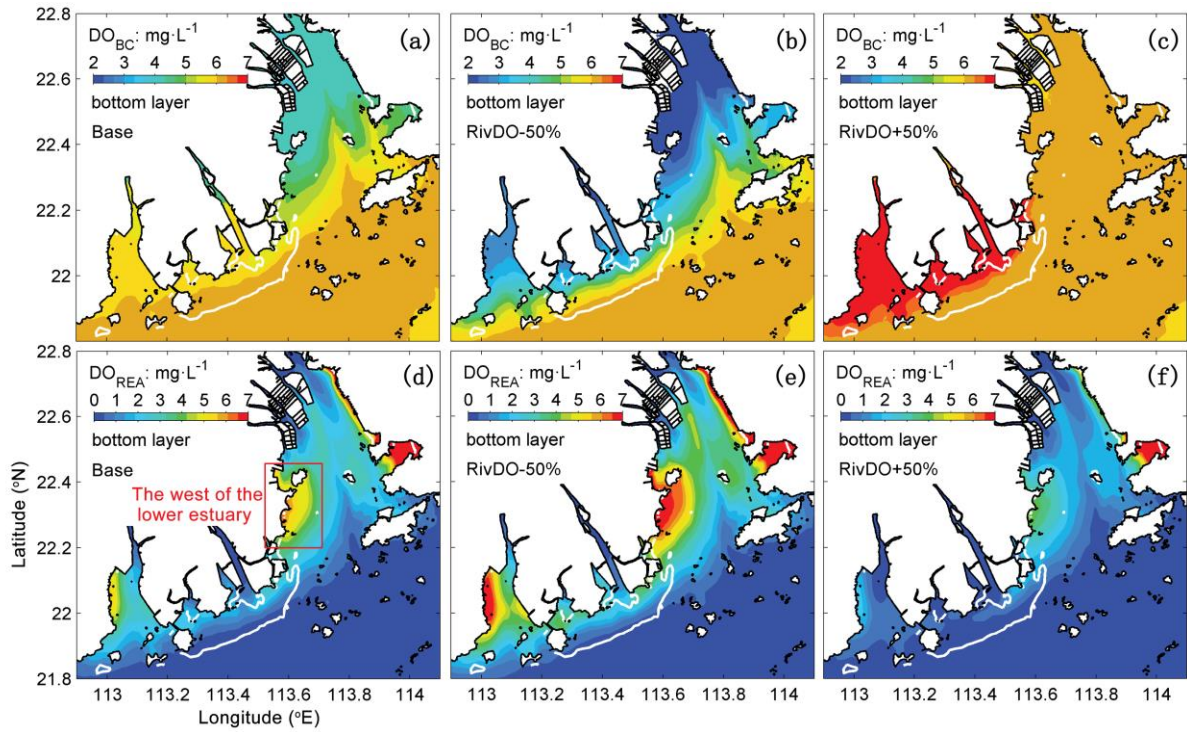 22.8
22.6
22.4
22.2
22
(a)
DO_BC: mg·L⁻¹
2 3 4 5 6 7
bottom layer
Base
(b)
DO_BC: mg·L⁻¹
2 3 4 5 6 7
bottom layer
RivDO-50%
(c)
DO_BC: mg·L⁻¹
2 3 4 5 6 7
bottom layer
RivDO+50%
22.8
22.6
22.4
22.2
22
21.8
(d)
DO_REA: mg·L⁻¹
0 1 2 3 4 5 6 7
bottom layer
Base
The west of the
lower estuary
(e)
DO_REA: mg·L⁻¹
0 1 2 3 4 5 6 7
bottom layer
RivDO-50%
(f)
DO_REA: mg·L⁻¹
0 1 2 3 4 5 6 7
bottom layer
RivDO+50%
Latitude (°N)
113 113.2 113.4 113.6 113.8 114
113 113.2 113.4 113.6 113.8 114
113 113.2 113.4 113.6 113.8 114
Longitude (°E)